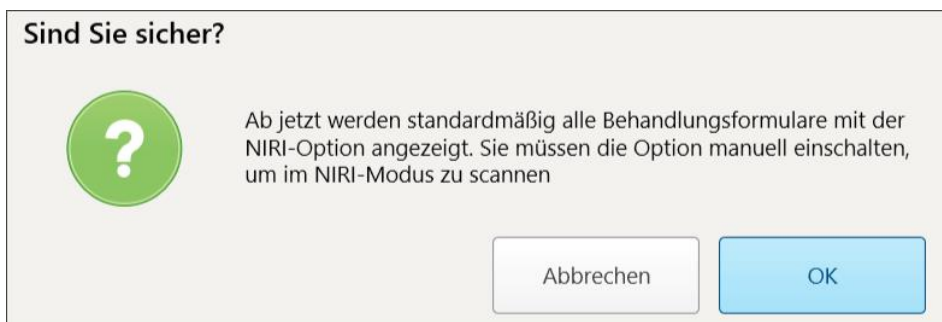 Sind Sie sicher?
?
Ab jetzt werden standardmäßig alle Behandlungsformulare mit der
NIRI-Option angezeigt. Sie müssen die Option manuell einschalten,
um im NIRI-Modus zu scannen
Abbrechen
OK